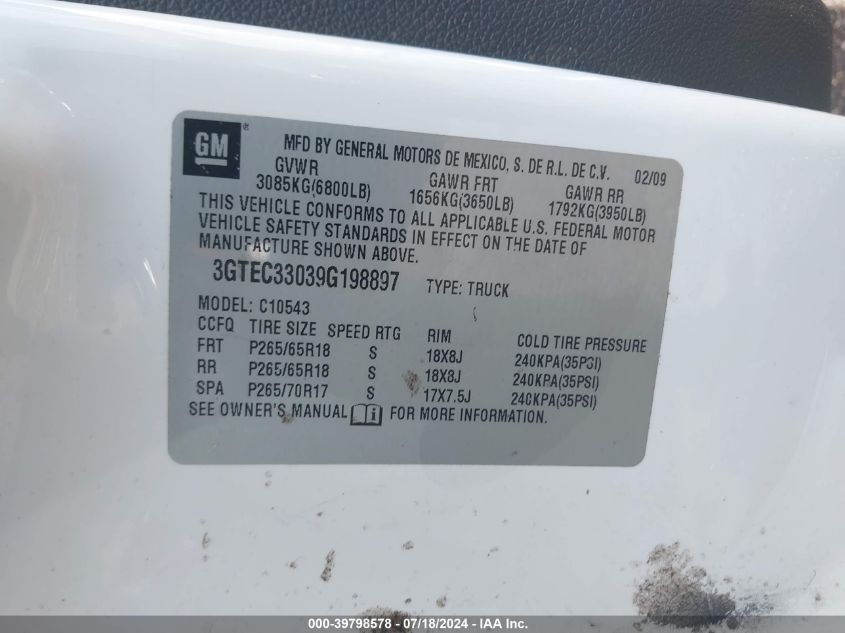 GM ® MFD BY GENERAL MOTORS DE MEXICO, S. DE R.L. DE C.V. 02/09
GVWR GAWR FRT GAWR RR
3085KG(6800LB) 1656KG(3650LB) 1792KG(3950LB)
THIS VEHICLE CONFORMS TO ALL APPLICABLE U.S. FEDERAL MOTOR
VEHICLE SAFETY STANDARDS IN EFFECT ON THE DATE OF
MANUFACTURE SHOWN ABOVE.
3GTEC33039G198897 TYPE: TRUCK
MODEL: C10543
CCFQ TIRE SIZE SPEED RTG RIM COLD TIRE PRESSURE
FRT P265/65R18 S 18X8J 240KPA(35PSI)
RR P265/65R18 S 18X8J 240KPA(35PSI)
SPA P265/70R17 S 17X7.5J 240KPA(35PSI)
SEE OWNER'S MANUAL i FOR MORE INFORMATION.
000-39798578 - 07/18/2024 - IAA Inc.